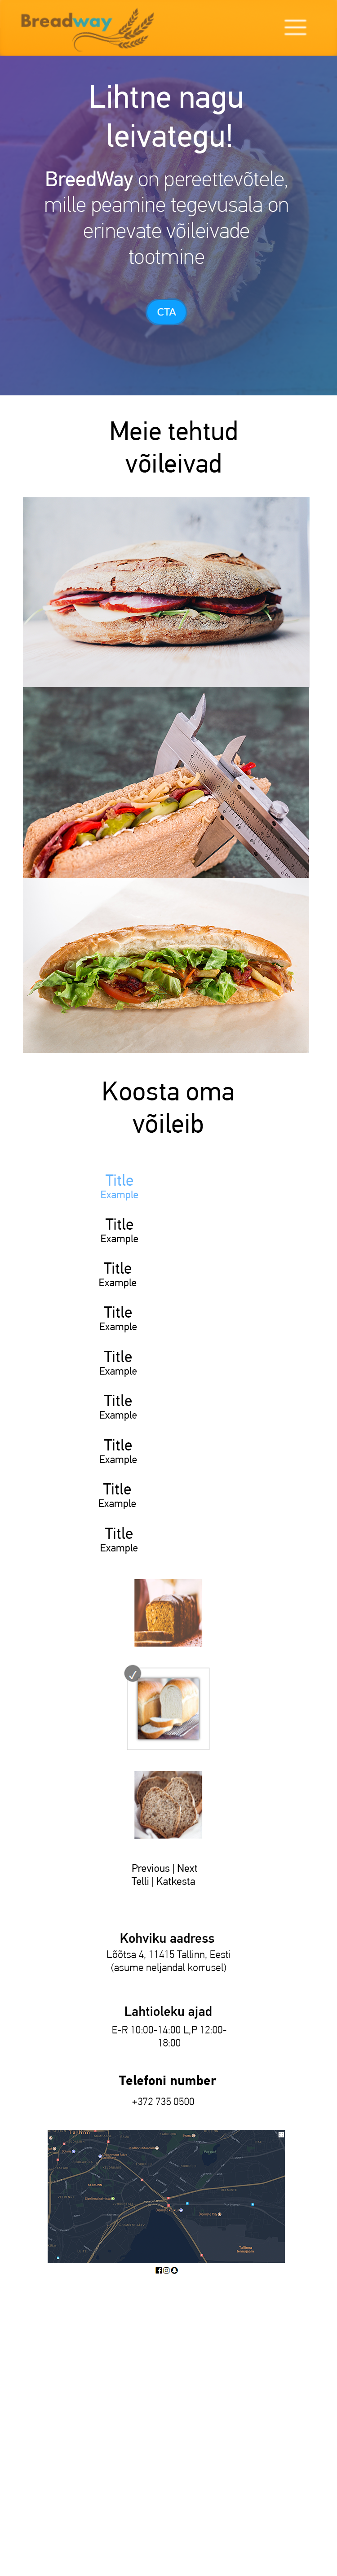 Breadway
Lihtne nagu
leivategu!
BreedWay on pereettevõtele,
mille peamine tegevusala on
erinevate võileivade
tootmine
CTA
Meie tehtud
võileivad
Koosta oma
võileib
Title
Example
Title
Example
Title
Example
Title
Example
Title
Example
Title
Example
Title
Example
Title
Example
Title
Example
Previous | Next
Telli | Katkesta
Kohviku aadress
Lõõtsa 4, 11415 Tallinn, Eesti
(asume neljandal korrusel)
Lahtioleku ajad
E-R 10:00-14:00 L,P 12:00-
18:00
Telefoni number
+372 735 0500